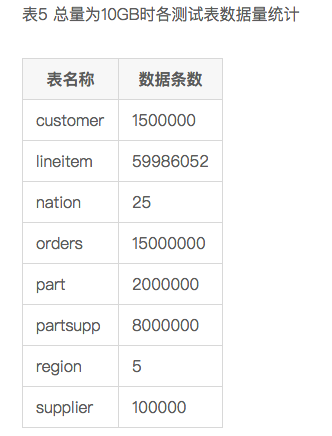 表5 总量为10GB时各测试表数据量统计
表名称 数据条数
customer 1500000
lineitem 59986052
nation 25
orders 15000000
part 2000000
partsupp 8000000
region 5
supplier 100000